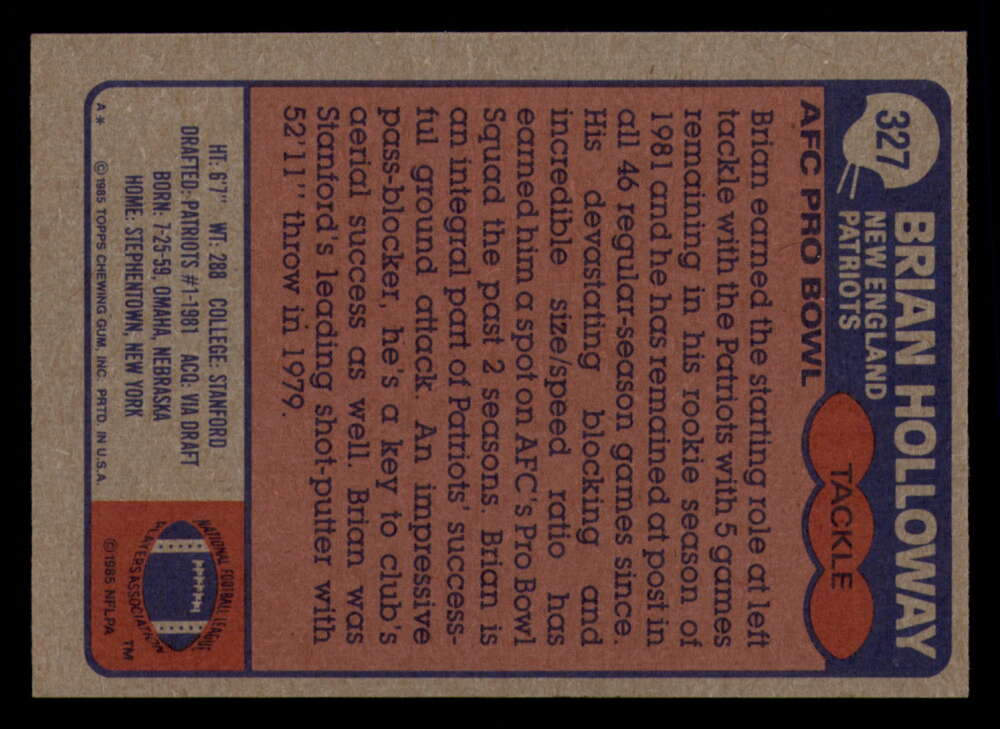 327
BRIAN HOLLOWAY
NEW ENGLAND
PATRIOTS
TACKLE
AFC PRO BOWL
Brian earned the starting role at left
tackle with the Patriots with 5 games
remaining in his rookie season of
1981 and he has remained at post in
all 46 regular-season games since.
His devastating blocking and
incredible size/speed ratio has
earned him a spot on AFC's Pro Bowl
Squad the past 2 seasons. Brian is
an integral part of Patriots' success-
ful ground attack. An impressive
pass-blocker, he's a key to club's
aerial success as well. Brian was
Stanford's leading shot-putter with
52'11" throw in 1979.
HT: 6'7" WT: 288 COLLEGE: STANFORD
DRAFTED: PATRIOTS #1-1981 ACQ: VIA DRAFT
BORN: 7-25-59, OMAHA, NEBRASKA
HOME: STEPHENTOWN, NEW YORK
A* © 1985 TOPPS CHEWING GUM, INC. PRTD. IN U.S.A.
NATIONAL FOOTBALL LEAGUE
PLAYERS ASSOCIATION
TM
© 1985 NFLPA